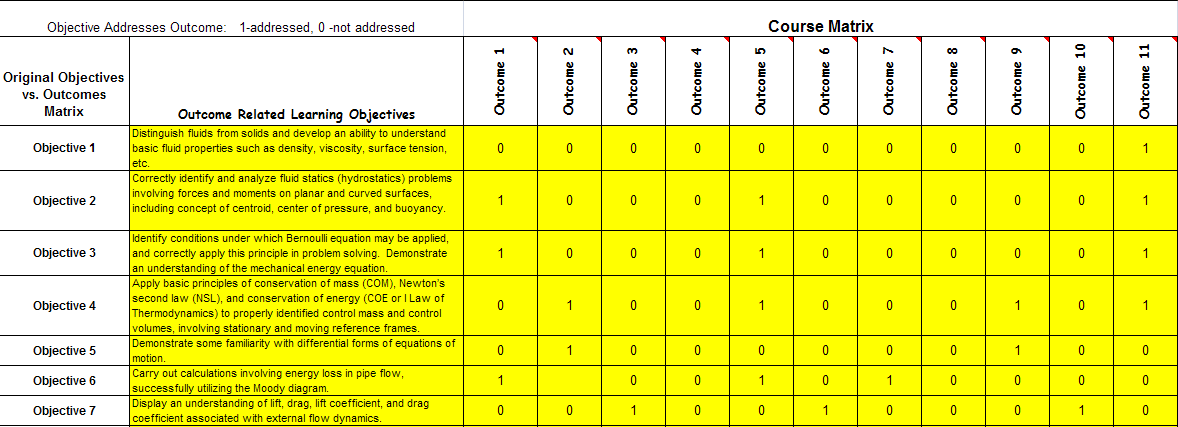 Objective Addresses Outcome: 1-addressed, 0 -not addressed
Course Matrix
Original Objectives
vs. Outcomes
Matrix
Outcome Related Learning Objectives
Outcome 1
Outcome 2
Outcome 3
Outcome 4
Outcome 5
Outcome 6
Outcome 7
Outcome 8
Outcome 9
Outcome 10
Outcome 11
Objective 1
Distinguish fluids from solids and develop an ability to understand
basic fluid properties such as density, viscosity, surface tension,
etc.
0 0 0 0 0 0 0 0 0 0 1
Objective 2
Correctly identify and analyze fluid statics (hydrostatics) problems
involving forces and moments on planar and curved surfaces,
including concept of centroid, center of pressure, and buoyancy.
1 0 0 0 1 0 0 0 0 0 1
Objective 3
Identify conditions under which Bernoulli equation may be applied,
and correctly apply this principle in problem solving. Demonstrate
an understanding of the mechanical energy equation.
1 0 0 0 1 0 0 0 0 0 1
Objective 4
Apply basic principles of conservation of mass (COM), Newton's
second law (NSL), and conservation of energy (COE or I Law of
Thermodynamics) to properly identified control mass and control
volumes, involving stationary and moving reference frames.
0 1 0 0 1 0 0 0 1 0 1
Objective 5
Demonstrate some familiarity with differential forms of equations of
motion.
0 1 0 0 0 0 0 0 1 0 0
Objective 6
Carry out calculations involving energy loss in pipe flow,
successfully utilizing the Moody diagram.
1 0 0 1 0 1 0 0 0 0
Objective 7
Display an understanding of lift, drag, lift coefficient, and drag
coefficient associated with external flow dynamics.
0 0 1 0 0 1 0 0 0 1 0